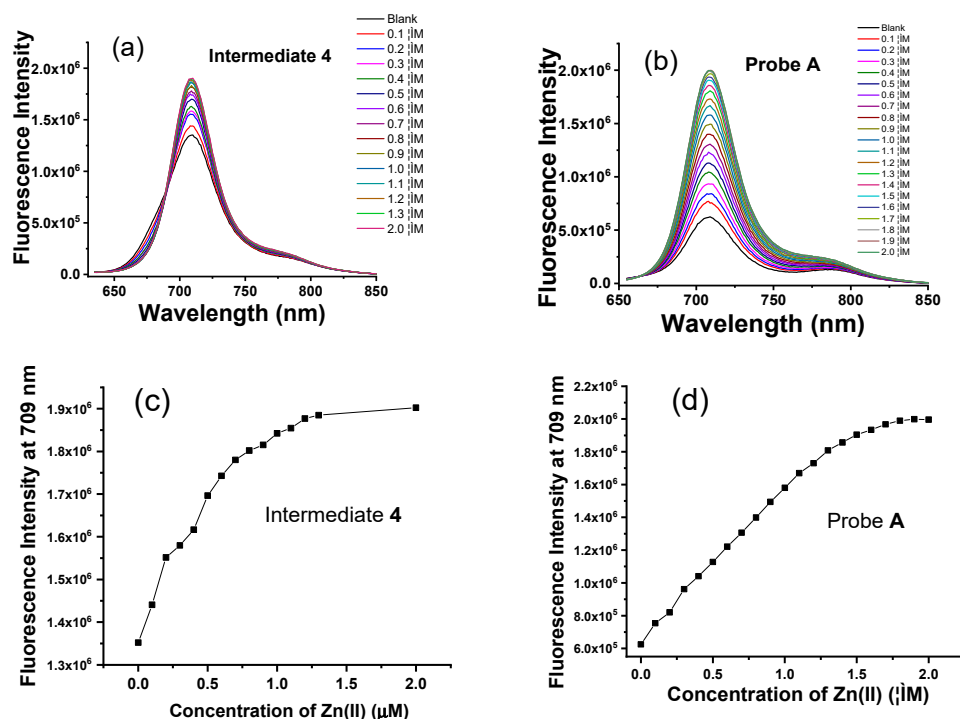 (a)
Intermediate 4
Fluorescence Intensity
2.0x10⁶
1.5x10⁶
1.0x10⁶
5.0x10⁵
0.0
650
700
750
800
850
Wavelength (nm)
Blank
0.1 ¦ÌM
0.2 ¦ÌM
0.3 ¦ÌM
0.4 ¦ÌM
0.5 ¦ÌM
0.6 ¦ÌM
0.7 ¦ÌM
0.8 ¦ÌM
0.9 ¦ÌM
1.0 ¦ÌM
1.1 ¦ÌM
1.2 ¦ÌM
1.3 ¦ÌM
2.0 ¦ÌM
(b)
Probe A
Fluorescence Intensity
2.0x10⁶
1.5x10⁶
1.0x10⁶
5.0x10⁵
0.0
650
700
750
800
850
Wavelength (nm)
Blank
0.1 ¦ÌM
0.2 ¦ÌM
0.3 ¦ÌM
0.4 ¦ÌM
0.5 ¦ÌM
0.6 ¦ÌM
0.7 ¦ÌM
0.8 ¦ÌM
0.9 ¦ÌM
1.0 ¦ÌM
1.1 ¦ÌM
1.2 ¦ÌM
1.3 ¦ÌM
1.4 ¦ÌM
1.5 ¦ÌM
1.6 ¦ÌM
1.7 ¦ÌM
1.8 ¦ÌM
1.9 ¦ÌM
2.0 ¦ÌM
(c)
Intermediate 4
Fluorescence Intensity at 709 nm
1.9x10⁶
1.8x10⁶
1.7x10⁶
1.6x10⁶
1.5x10⁶
1.4x10⁶
1.3x10⁶
0.0
0.5
1.0
1.5
2.0
Concentration of Zn(II) (μM)
(d)
Probe A
Fluorescence Intensity at 709 nm
2.2x10⁶
2.0x10⁶
1.8x10⁶
1.6x10⁶
1.4x10⁶
1.2x10⁶
1.0x10⁶
8.0x10⁵
6.0x10⁵
0.0
0.5
1.0
1.5
2.0
Concentration of Zn(II) (¦ÌM)